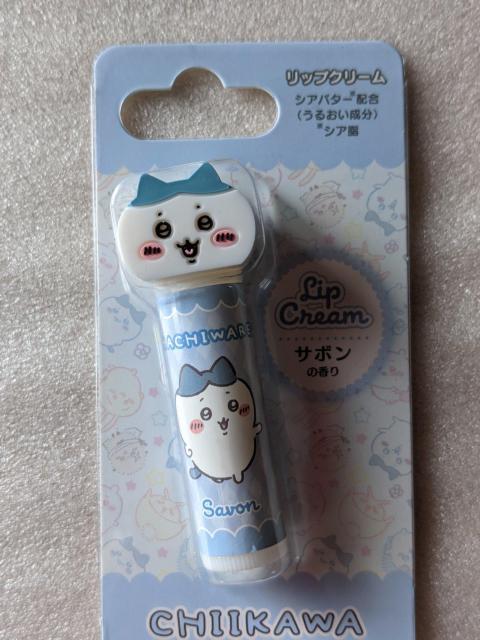 リップクリーム
シアバター※配合
（うるおい成分）
※シア脂
Lip
Cream
サボン
の香り
ACHIWARE
Savon
CHIIKAWA